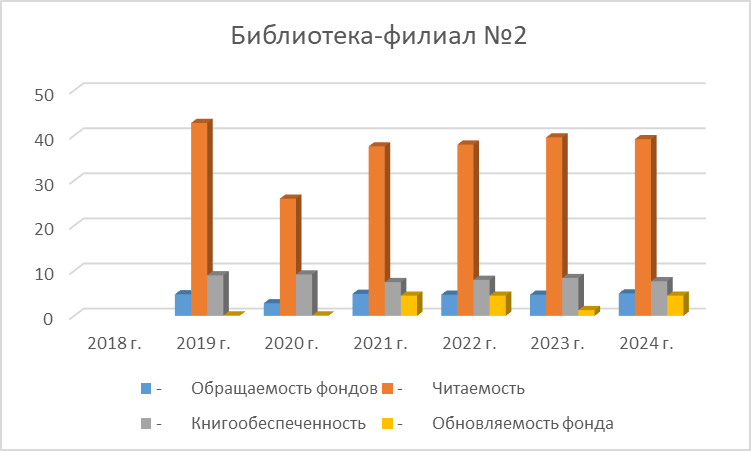 Библиотека-филиал №2
50
40
30
20
10
0
2018 г. 2019 г. 2020 г. 2021 г. 2022 г. 2023 г. 2024 г.
- Обращаемость фондов - Читаемость
- Книгообеспеченность - Обновляемость фонда